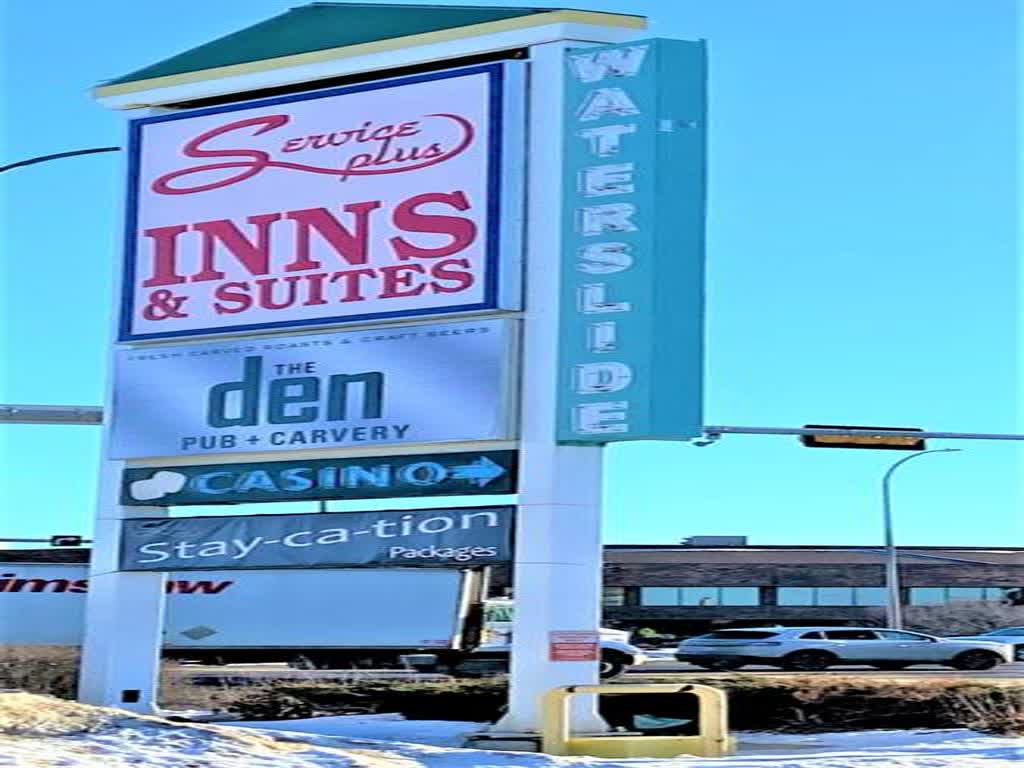 Service
plus
INNS
& SUITES
WATERSLIDE
FRESH CARVED ROASTS & CRAFT BEERS
THE
den
PUB + CARVERY
CASINO
Stay-ca-tion
Packages